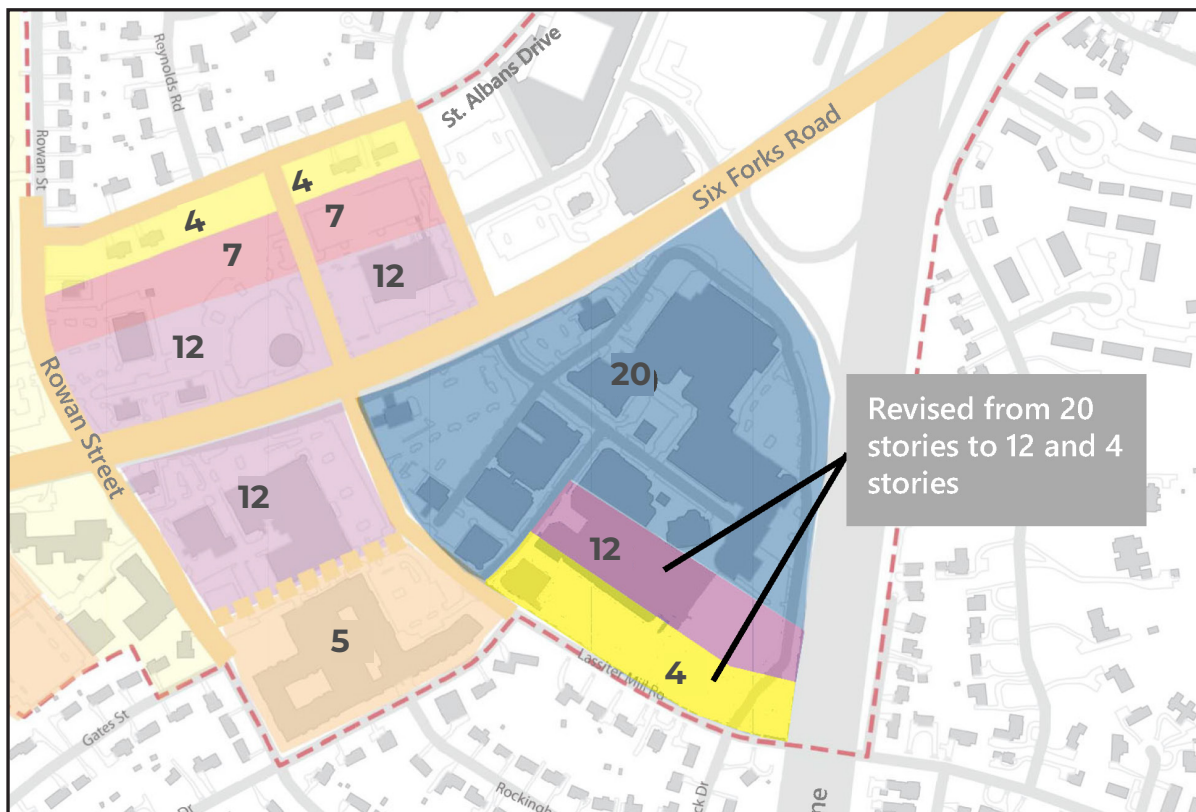 Reynolds Rd
St. Albans Drive
Rowan St
Six Forks Road
4
4
7
7
12
12
20
Rowan Street
Revised from 20
stories to 12 and 4
stories
12
12
5
4
Lassiter Mill Rd
Gates St